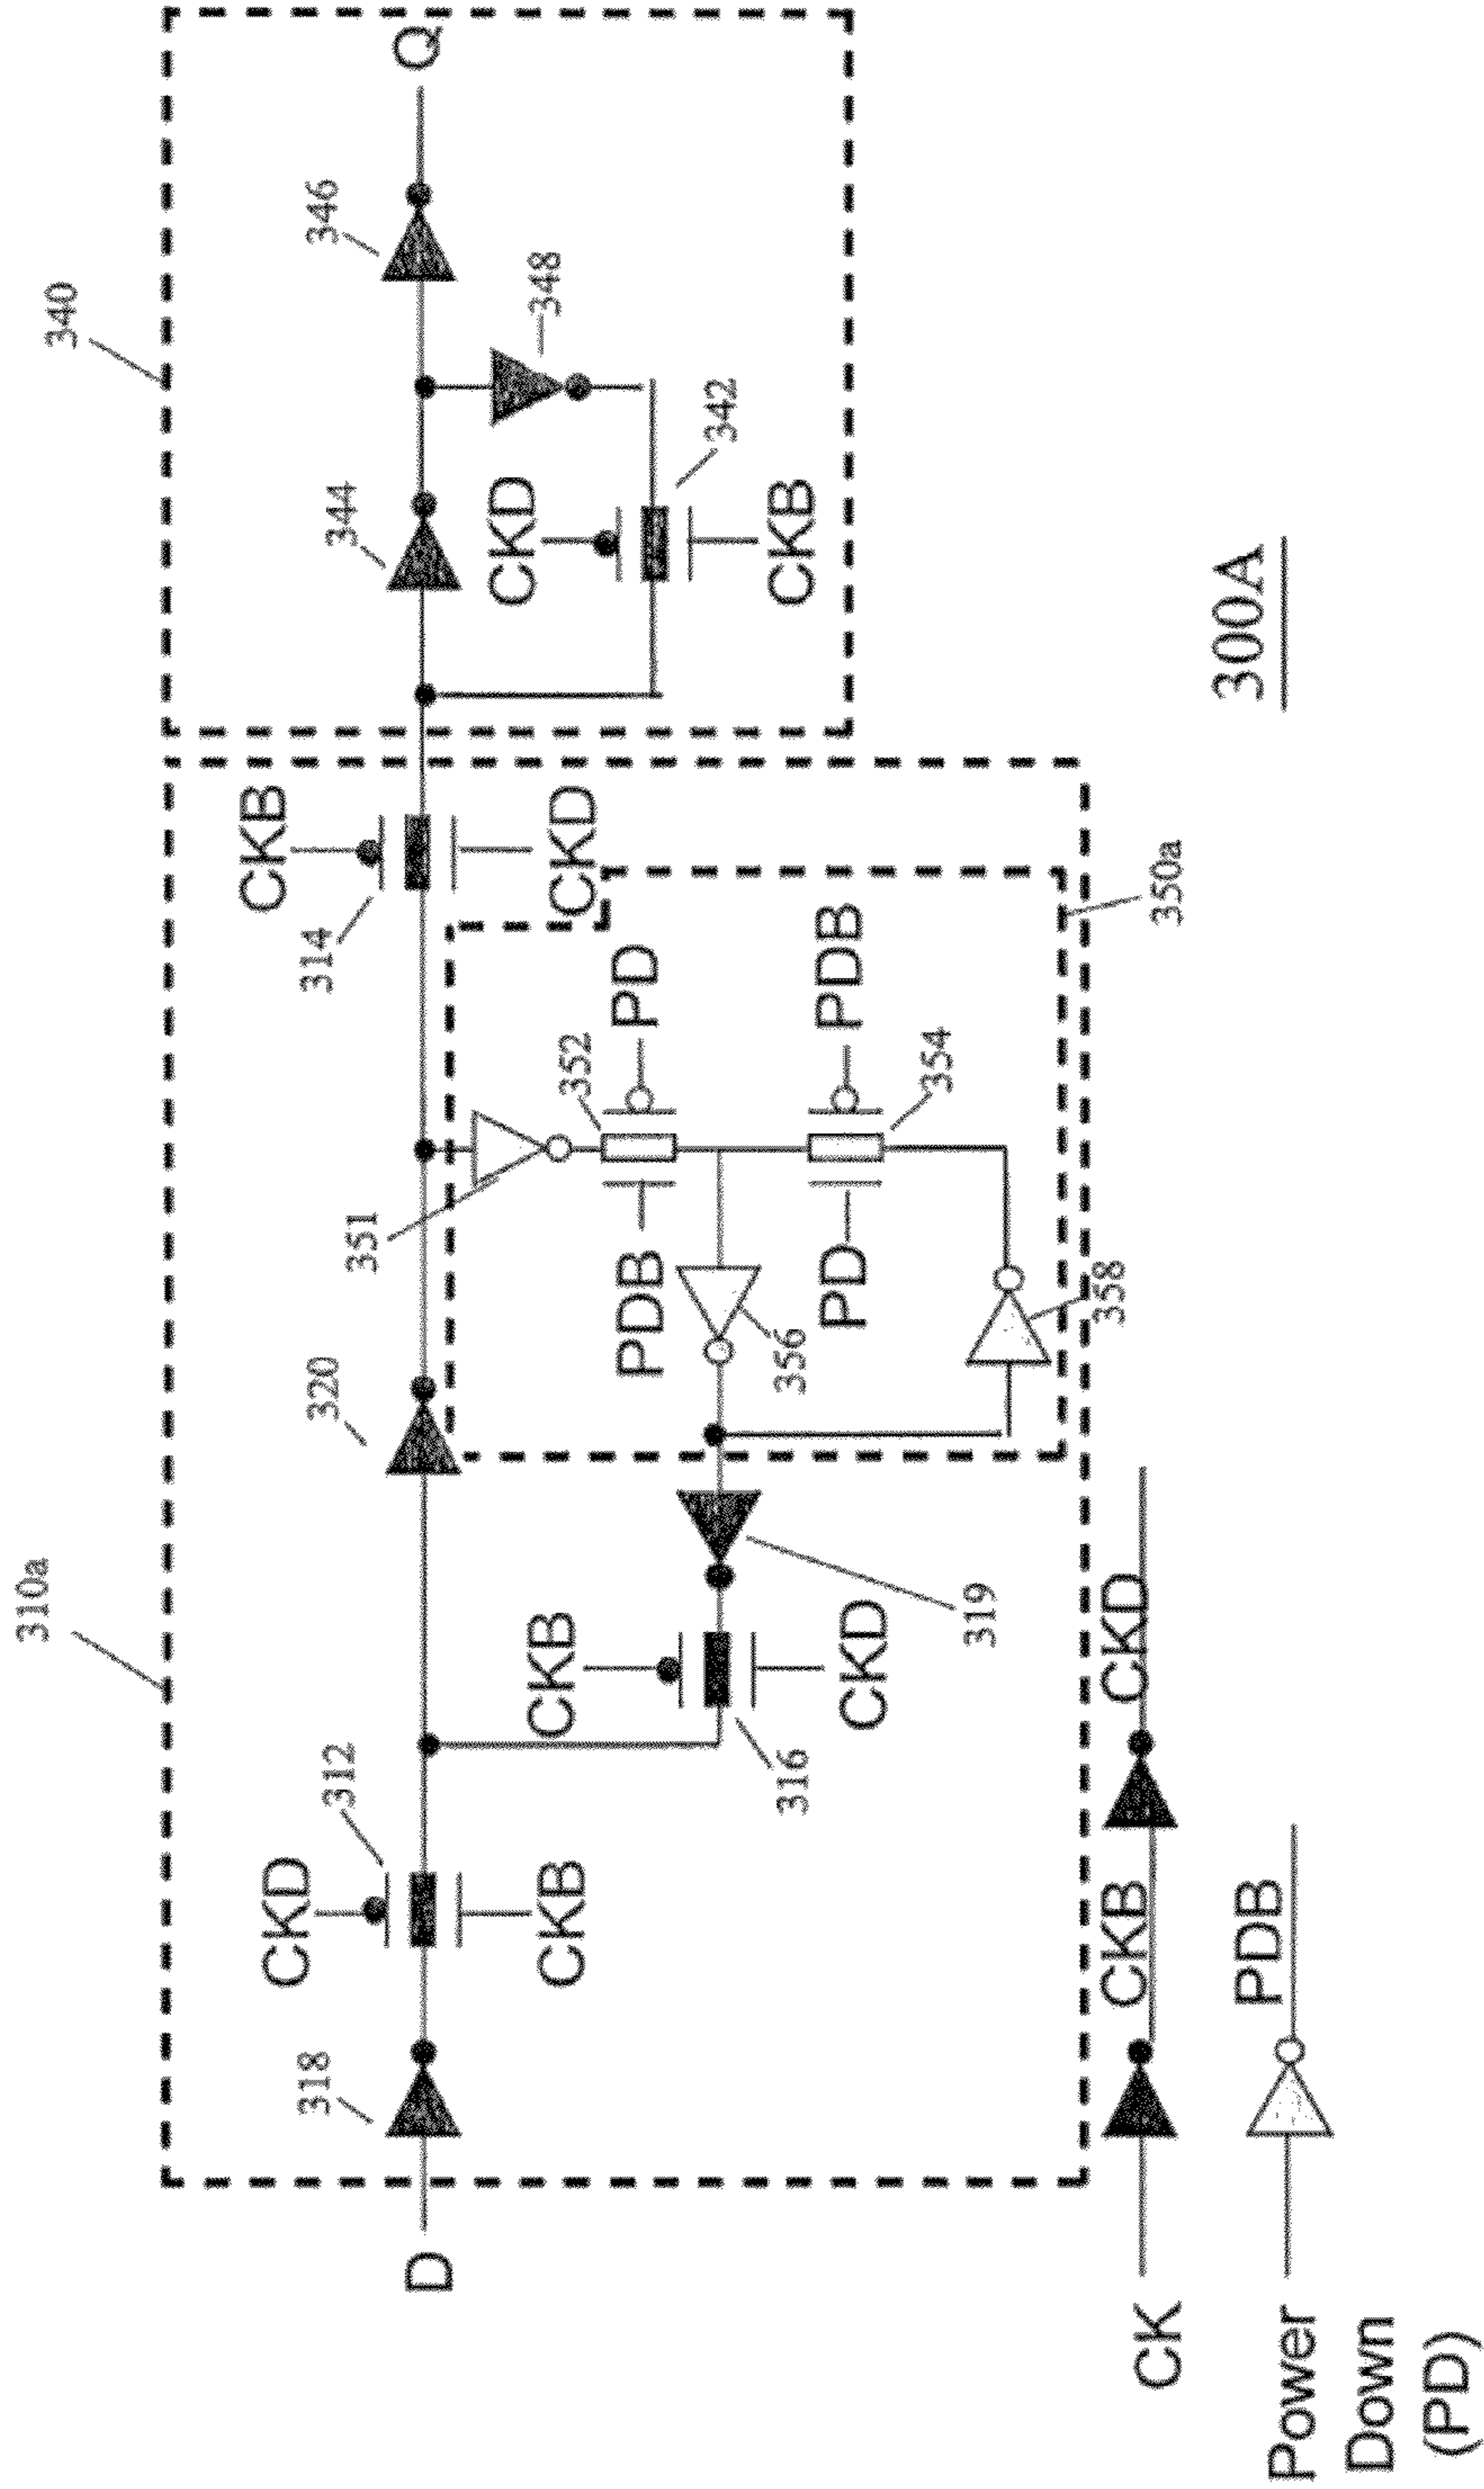 310a
340
318
CKD
312
320
314
CKB
344
346
D
Q
CKB
351
CKD
348
CKB
CKD
352
PD
342
CKB
CKD
PDB
356
PD
PDB
354
316
319
358
350a
CK
CKB
CKD
300A
Power
Down
(PD)
PDB